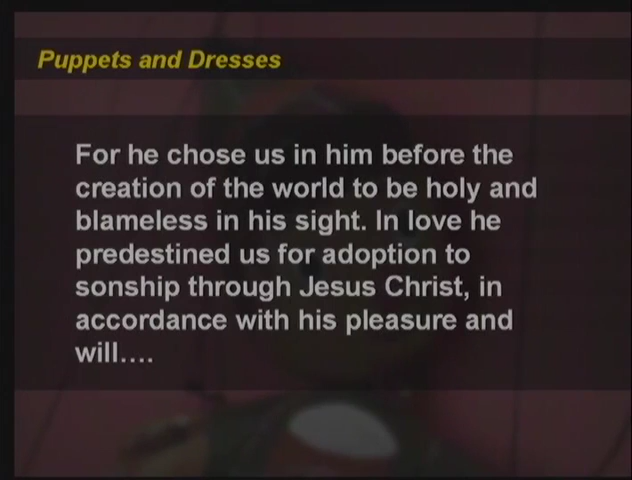 Puppets and Dresses
For he chose us in him before the
creation of the world to be holy and
blameless in his sight. In love he
predestined us for adoption to
sonship through Jesus Christ, in
accordance with his pleasure and
will….